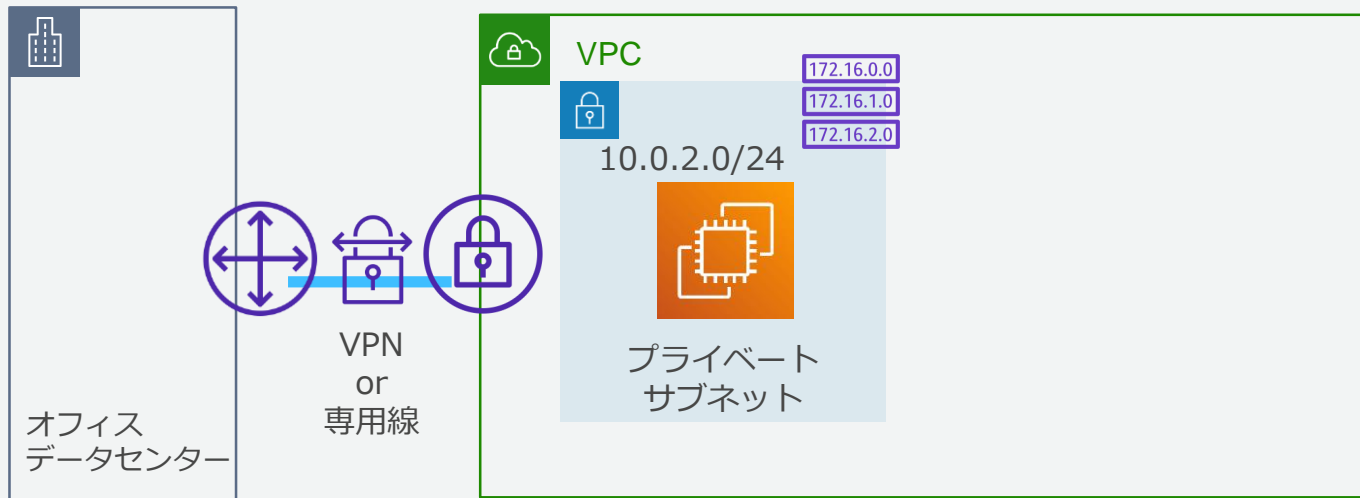 VPC
172.16.0.0
172.16.1.0
172.16.2.0
10.0.2.0/24
プライベート
サブネット
VPN
or
専用線
オフィス
データセンター